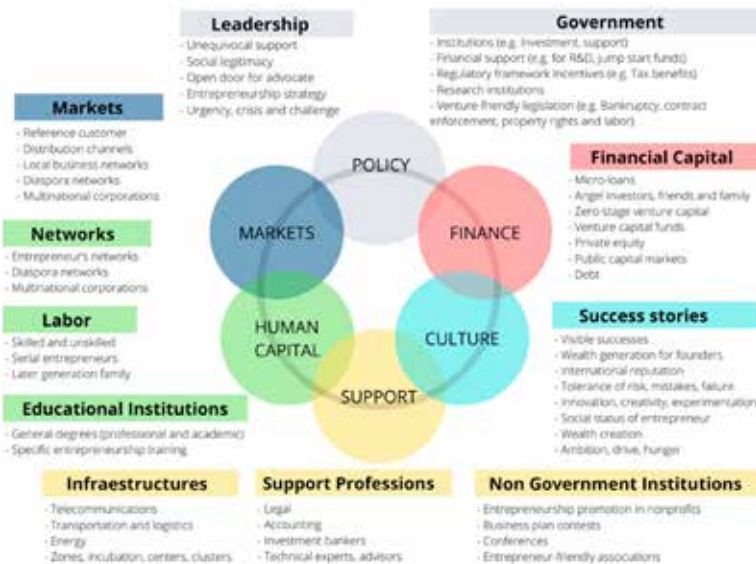 Leadership
- Unequivocal support
- Social legitimacy
- Open door for advocate
- Entrepreneurship strategy
- Urgency, crisis and challenge
Government
- Institutions (e.g. Investment, support)
- Financial support (e.g. for R&D, jump start funds)
- Regulatory framework Incentives (e.g. Tax benefits)
- Research institutions
- Venture-friendly legislation (e.g. Bankruptcy, contract
enforcement, property rights and labor)
Markets
- Reference customer
- Distribution channels
- Local business networks
- Diaspora networks
- Multinational corporations
Networks
- Entrepreneur's networks
- Diaspora networks
- Multinational corporations
Labor
- Skilled and unskilled
- Serial entrepreneurs
- Later generation family
Educational Institutions
- General degrees (professional and academic)
- Specific entrepreneurship training
POLICY
MARKETS
FINANCE
HUMAN
CAPITAL
CULTURE
SUPPORT
Financial Capital
- Micro-loans
- Angel investors, friends and family
- Zero-stage venture capital
- Venture capital funds
- Private equity
- Public capital markets
- Debt
Success stories
- Visible successes
- Wealth generation for founders
- International reputation
- Tolerance of risk, mistakes, failure
- Innovation, creativity, experimentation
- Social status of entrepreneur
- Wealth creation
- Ambition, drive, hunger
Infraestructures
- Telecommunications
- Transportation and logistics
- Energy
- Zones, incubation, centers, clusters
Support Professions
- Legal
- Accounting
- Investment bankers
- Technical experts, advisors
Non Government Institutions
- Entrepreneurship promotion in nonprofits
- Business plan contests
- Conferences
- Entrepreneur-friendly associations